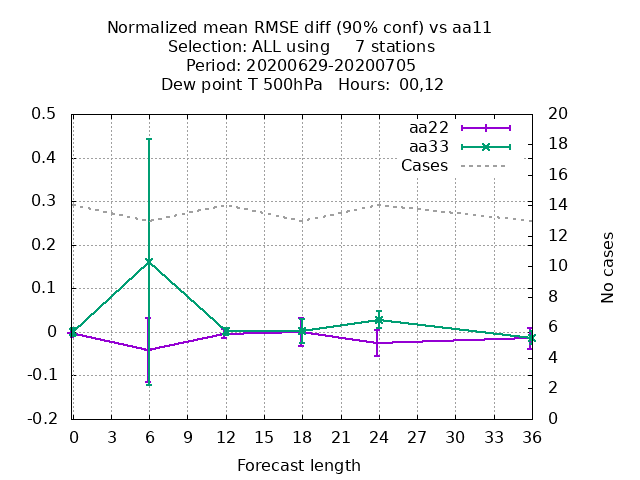 Normalized mean RMSE diff (90% conf) vs aa11
Selection: ALL using     7 stations
Period: 20200629-20200705
Dew point T 500hPa   Hours:  00,12
aa22
aa33
Cases
0.5
0.4
0.3
0.2
0.1
0
-0.1
-0.2
20
18
16
14
12
10
8
6
4
2
0
No cases
0 3 6 9 12 15 18 21 24 27 30 33 36
Forecast length